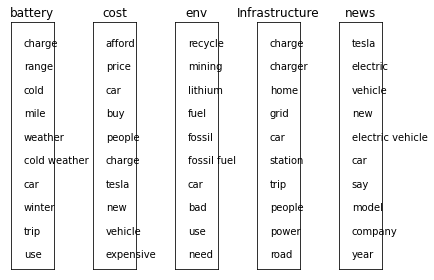 battery cost env Infrastructure news
charge afford recycle charge tesla
range price mining charger electric
cold car lithium home vehicle
mile buy fuel grid new
weather people fossil car electric vehicle
cold weather charge fossil fuel station car
car tesla car trip say
winter new bad people model
trip vehicle use power company
use expensive need road year